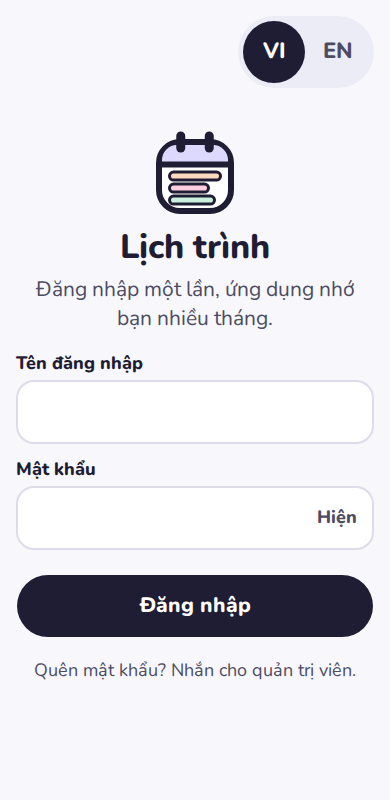 VI EN
Lịch trình
Đăng nhập một lần, ứng dụng nhớ
bạn nhiều tháng.
Tên đăng nhập
Mật khẩu
Hiện
Đăng nhập
Quên mật khẩu? Nhắn cho quản trị viên.